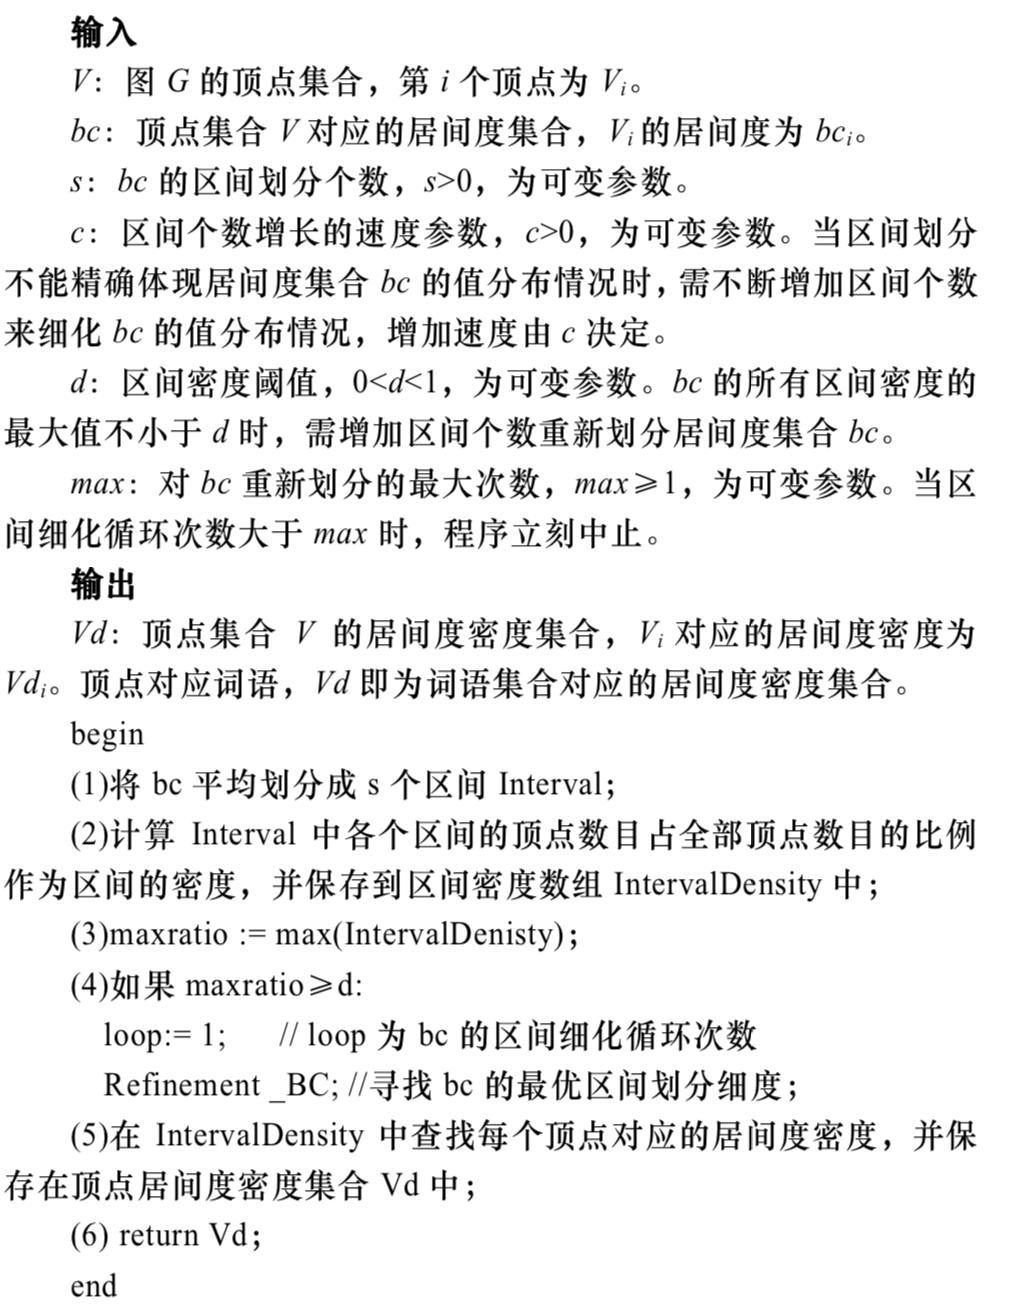 输入
V：图 G 的顶点集合，第 i 个顶点为 Vi。
bc：顶点集合 V 对应的居间度集合，Vi 的居间度为 bci。
s：bc 的区间划分个数，s>0，为可变参数。
c：区间个数增长的速度参数，c>0，为可变参数。当区间划分
不能精确体现居间度集合 bc 的值分布情况时，需不断增加区间个数
来细化 bc 的值分布情况，增加速度由 c 决定。
d：区间密度阈值，0<d<1，为可变参数。bc 的所有区间密度的
最大值不小于 d 时，需增加区间个数重新划分居间度集合 bc。
max：对 bc 重新划分的最大次数，max≥1，为可变参数。当区
间细化循环次数大于 max 时，程序立刻中止。
输出
Vd：顶点集合 V 的居间度密度集合，Vi 对应的居间度密度为
Vdi。顶点对应词语，Vd 即为词语集合对应的居间度密度集合。
begin
(1)将 bc 平均划分成 s 个区间 Interval；
(2)计算 Interval 中各个区间的顶点数目占全部顶点数目的比例
作为区间的密度，并保存到区间密度数组 IntervalDensity 中；
(3)maxratio := max(IntervalDenisty)；
(4)如果 maxratio≥d:
loop:= 1; // loop 为 bc 的区间细化循环次数
Refinement _BC; //寻找 bc 的最优区间划分细度；
(5)在 IntervalDensity 中查找每个顶点对应的居间度密度，并保
存在顶点居间度密度集合 Vd 中；
(6) return Vd；
end